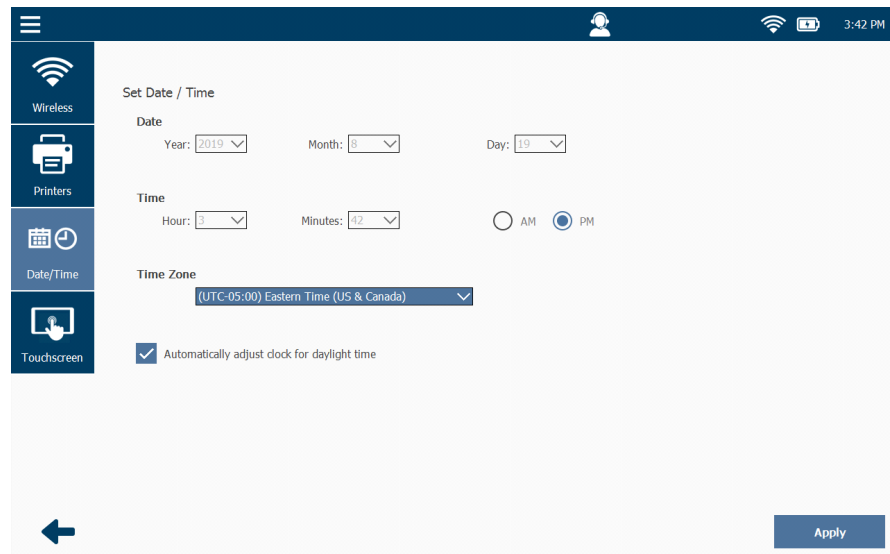 3:42 PM
Wireless
Printers
Date/Time
Touchscreen
Set Date / Time
Date
Year: 2019 Month: 8 Day: 19
Time
Hour: 3 Minutes: 42 AM PM
Time Zone
(UTC-05:00) Eastern Time (US & Canada)
Automatically adjust clock for daylight time
Apply